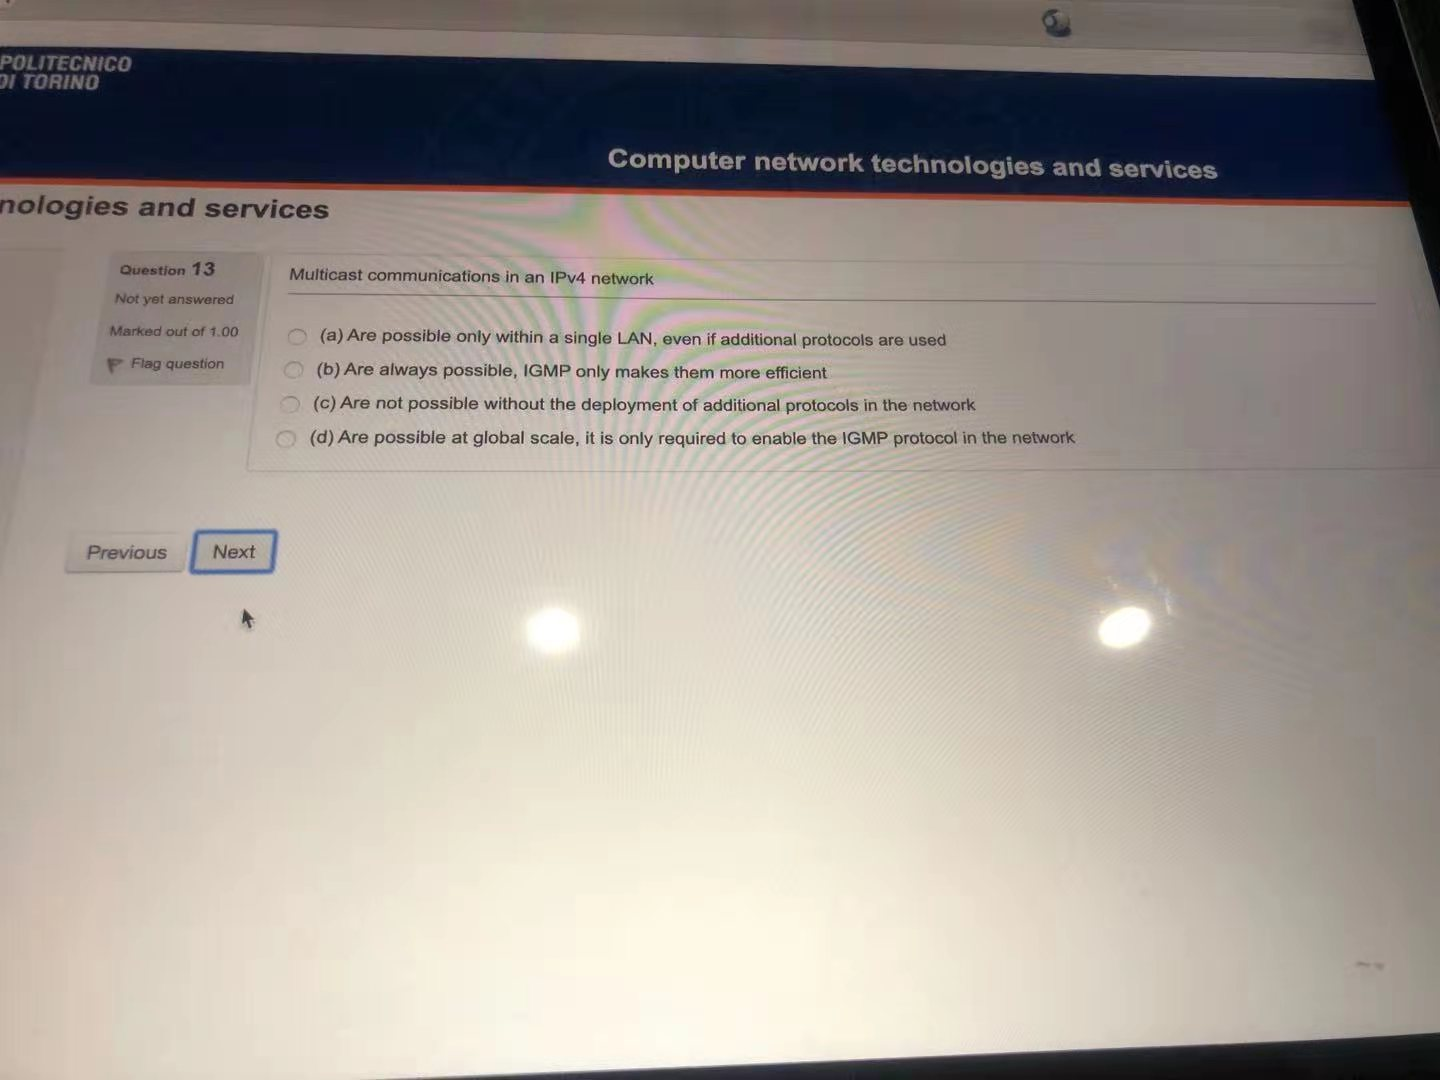 POLITECNICO
DI TORINO
Computer network technologies and services
nologies and services
Question 13
Not yet answered
Marked out of 1.00
Flag question
Multicast communications in an IPv4 network
(a) Are possible only within a single LAN, even if additional protocols are used
(b) Are always possible, IGMP only makes them more efficient
(c) Are not possible without the deployment of additional protocols in the network
(d) Are possible at global scale, it is only required to enable the IGMP protocol in the network
Previous
Next